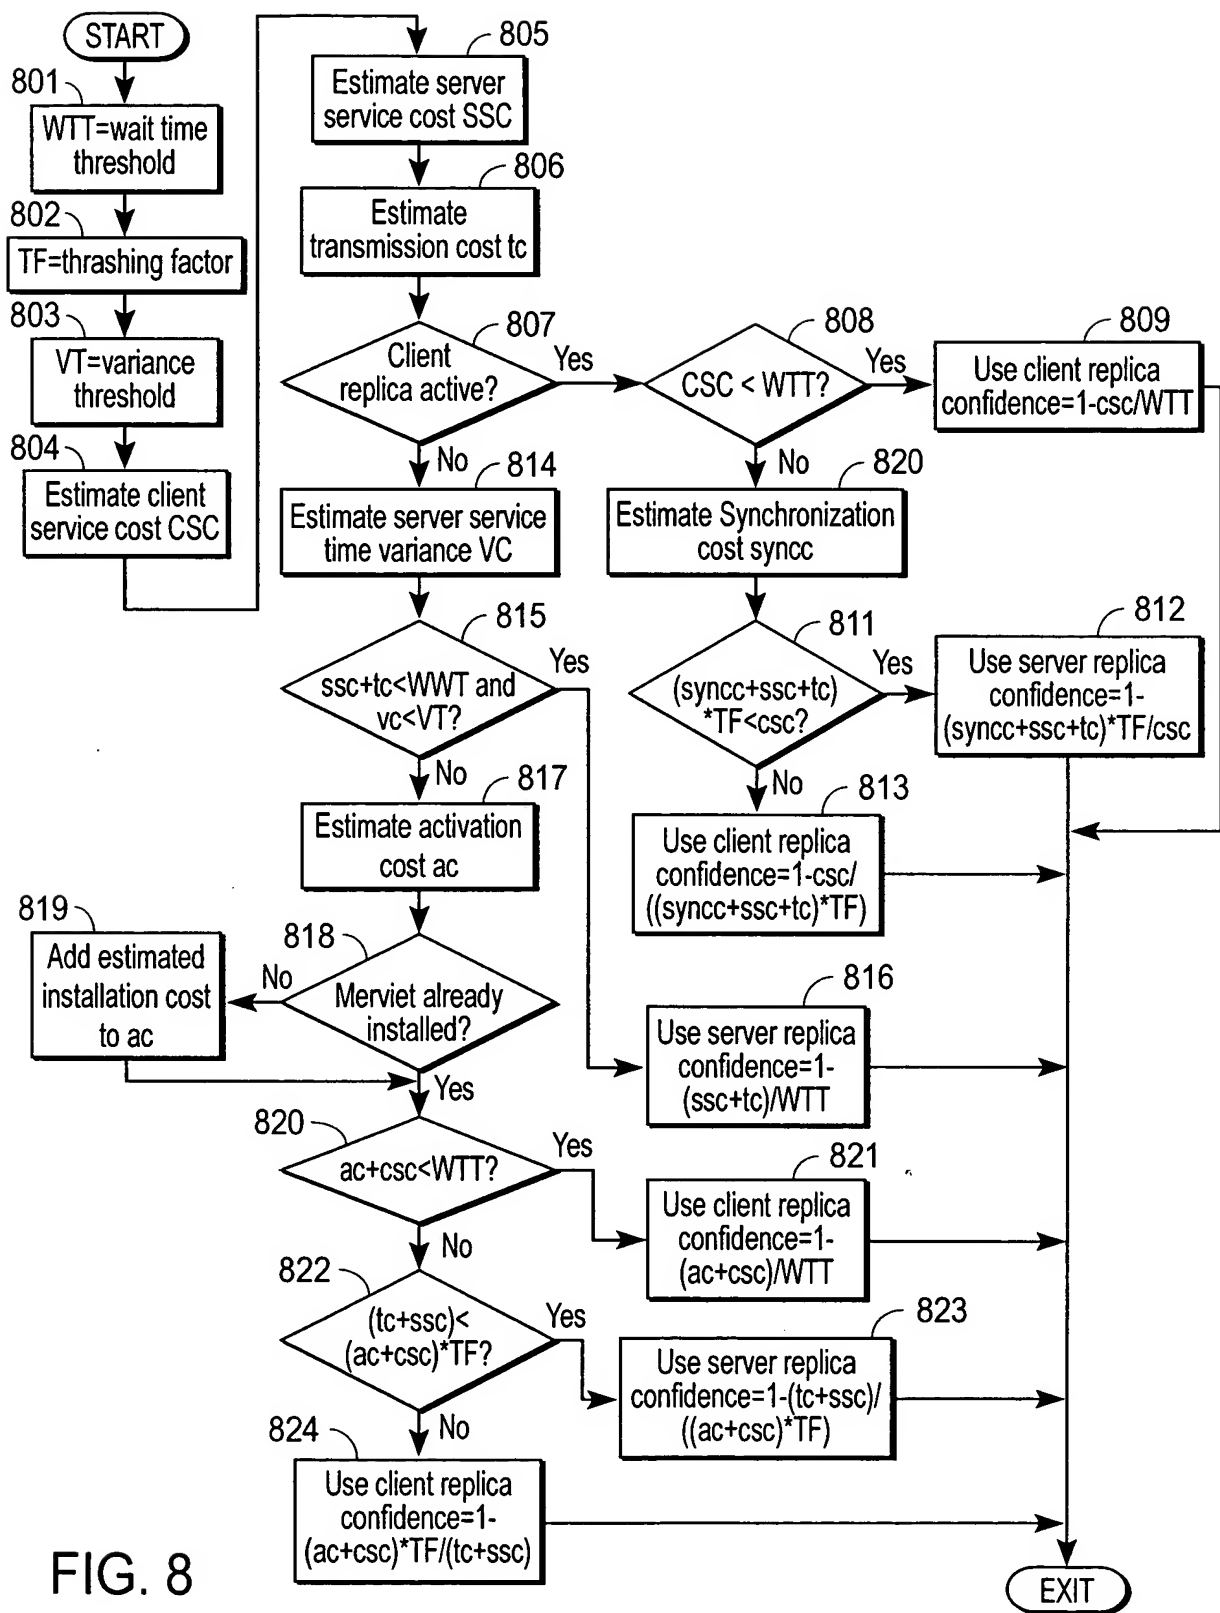 START
801
WTT=wait time
threshold
802
TF=thrashing factor
803
VT=variance
threshold
804
Estimate client
service cost CSC
805
Estimate server
service cost SSC
806
Estimate
transmission cost tc
807
Client
replica active?
Yes
No
808
CSC < WTT?
Yes
No
809
Use client replica
confidence=1-csc/WTT
814
Estimate server service
time variance VC
820
Estimate Synchronization
cost syncc
815
ssc+tc<WWT and
vc<VT?
Yes
No
811
(syncc+ssc+tc)
*TF<csc?
Yes
No
812
Use server replica
confidence=1-
(syncc+ssc+tc)*TF/csc
817
Estimate activation
cost ac
813
Use client replica
confidence=1-csc/
((syncc+ssc+tc)*TF)
818
Merviet already
installed?
No
Yes
819
Add estimated
installation cost
to ac
816
Use server replica
confidence=1-
(ssc+tc)/WTT
820
ac+csc<WTT?
Yes
No
821
Use client replica
confidence=1-
(ac+csc)/WTT
822
(tc+ssc)<
(ac+csc)*TF?
Yes
No
823
Use server replica
confidence=1-(tc+ssc)/
((ac+csc)*TF)
824
Use client replica
confidence=1-
(ac+csc)*TF/(tc+ssc)
EXIT
FIG. 8